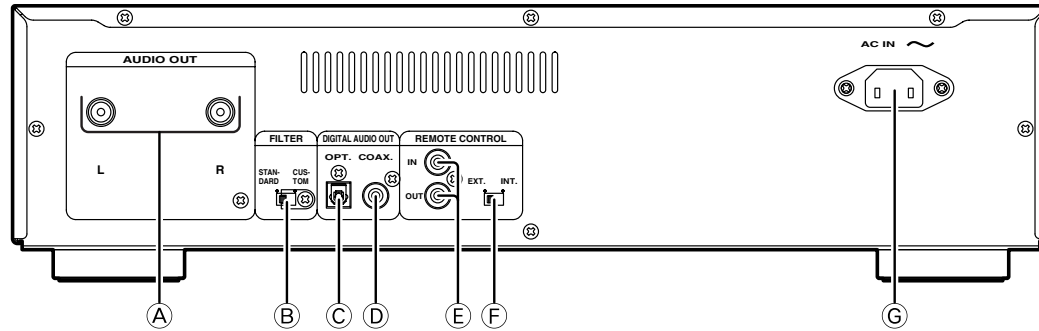 AUDIO OUT
AC IN
FILTER
DIGITAL AUDIO OUT
REMOTE CONTROL
OPT.
COAX.
IN
L
R
STAN-
DARD
CUS-
TOM
EXT.
INT.
OUT
A
B
C
D
E
F
G